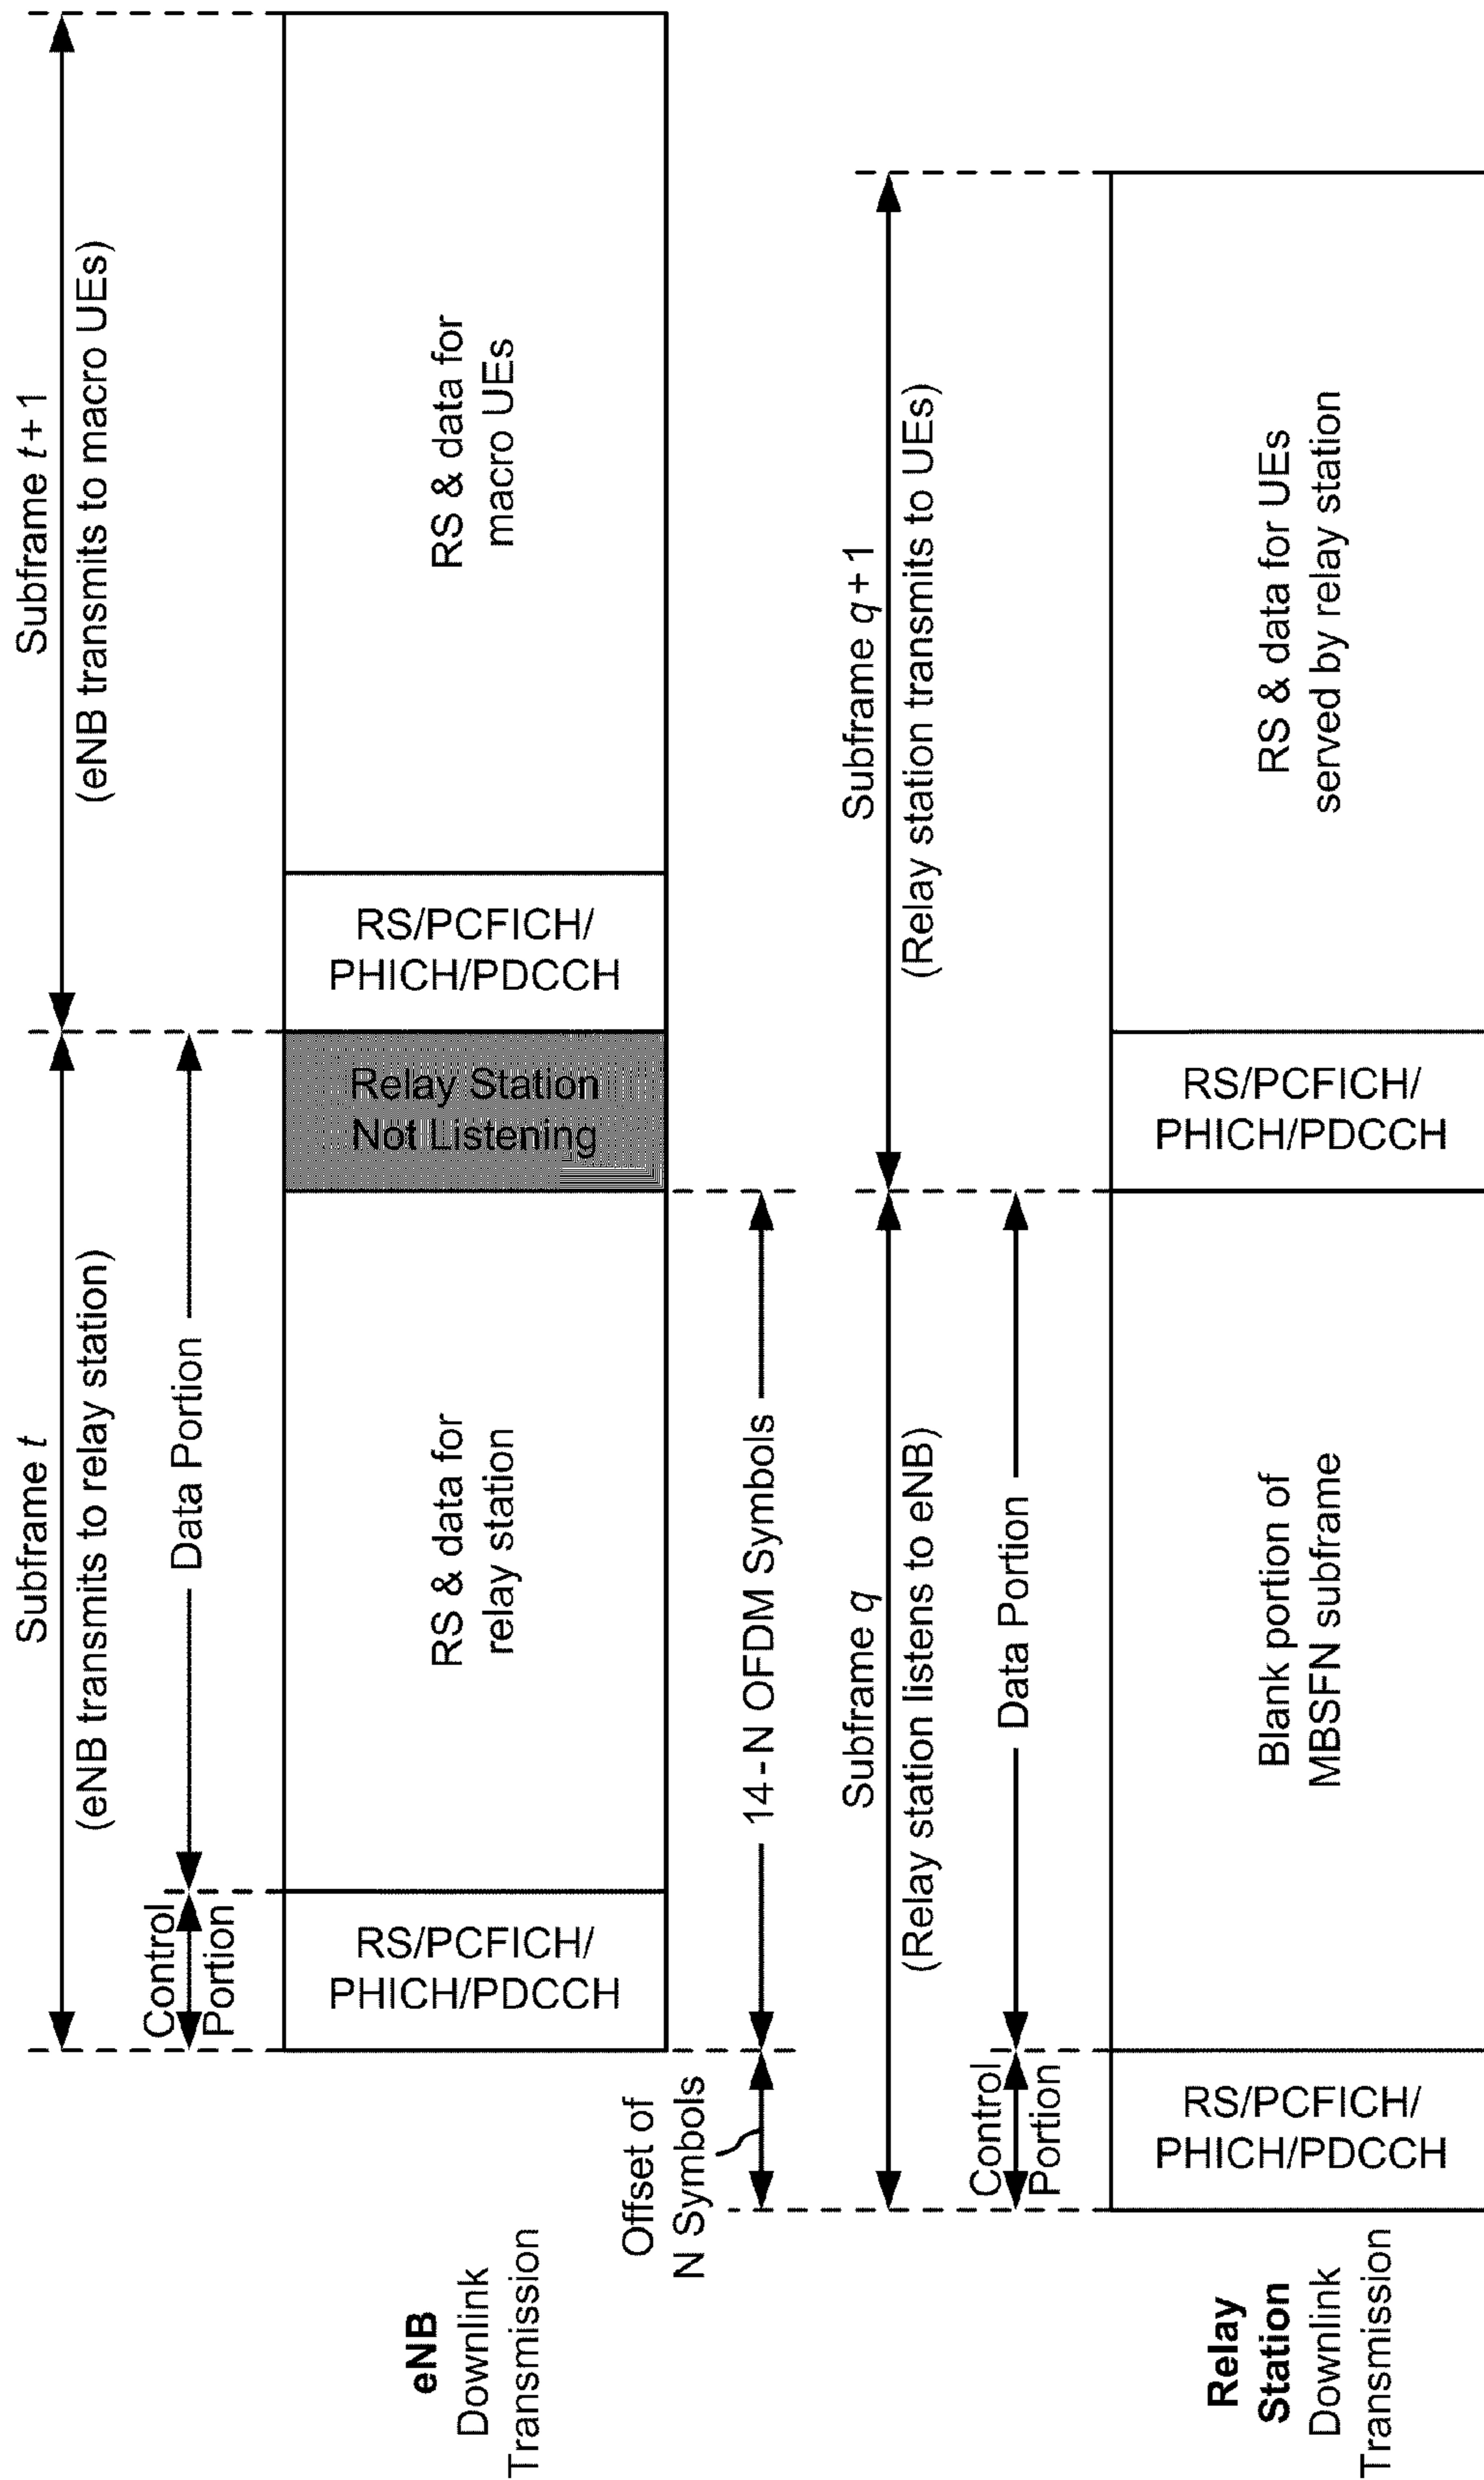 Subframe t
(eNB transmits to relay station)
Subframe t + 1
(eNB transmits to macro UEs)
Control
Portion
Data Portion
eNB
Downlink
Transmission
RS/PCFICH/
PHICH/PDCCH
RS & data for
relay station
Relay Station
Not Listening
RS/PCFICH/
PHICH/PDCCH
RS & data for
macro UEs
Offset of
N Symbols
14-N OFDM Symbols
Subframe q
(Relay station listens to eNB)
Subframe q + 1
(Relay station transmits to UEs)
Control
Portion
Data Portion
Relay
Station
Downlink
Transmission
RS/PCFICH/
PHICH/PDCCH
Blank portion of
MBSFN subframe
RS/PCFICH/
PHICH/PDCCH
RS & data for UEs
served by relay station